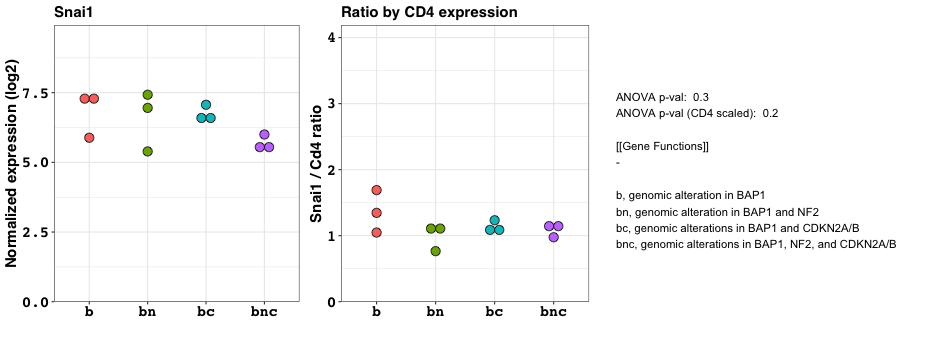 Snai1
Normalized expression (log2)
7.5
5.0
2.5
0.0
b bn bc bnc
Ratio by CD4 expression
Snai1 / Cd4 ratio
4
3
2
1
0
b bn bc bnc
ANOVA p-val: 0.3
ANOVA p-val (CD4 scaled): 0.2
[[Gene Functions]]
-
b, genomic alteration in BAP1
bn, genomic alteration in BAP1 and NF2
bc, genomic alterations in BAP1 and CDKN2A/B
bnc, genomic alterations in BAP1, NF2, and CDKN2A/B